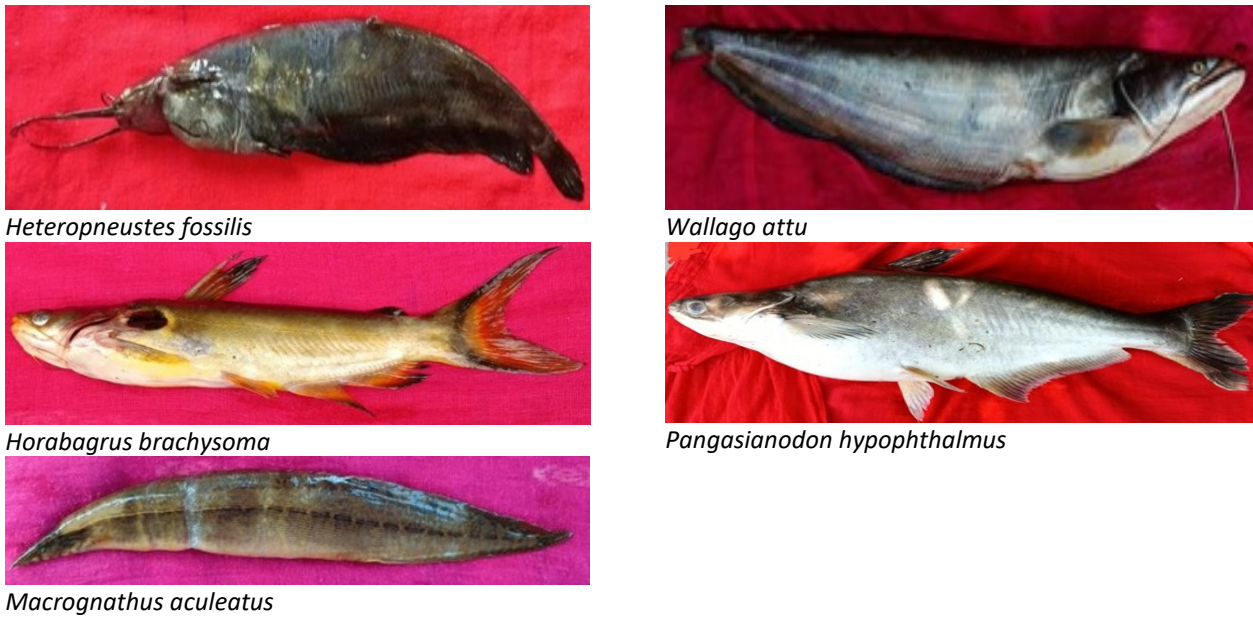 Heteropneustes fossilis
Wallago attu
Horabagrus brachysoma
Pangasianodon hypophthalmus
Macrognathus aculeatus